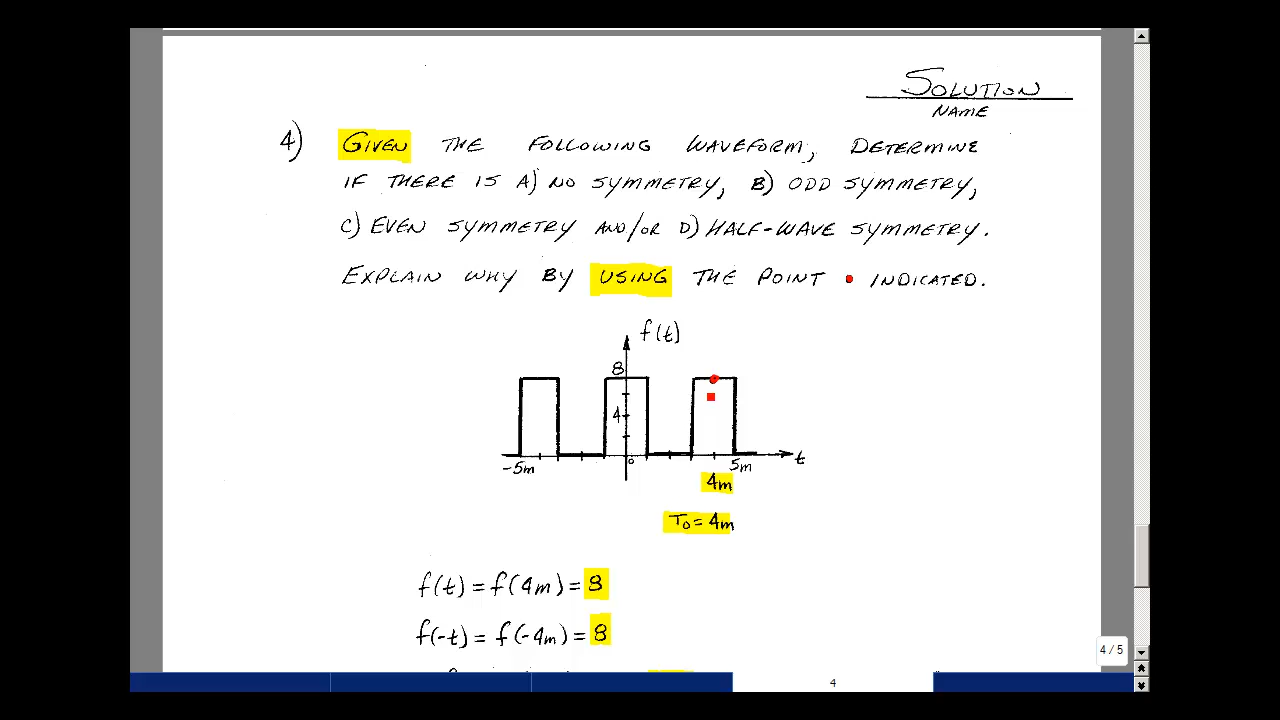 SOLUTION
NAME
4) GIVEN THE FOLLOWING WAVEFORM, DETERMINE
IF THERE IS A) NO SYMMETRY, B) ODD SYMMETRY,
C) EVEN SYMMETRY AND/OR D) HALF-WAVE SYMMETRY.
EXPLAIN WHY BY USING THE POINT • INDICATED.
f(t)
8
4
-5m 0 5m t
4m
T₀ = 4m
f(t) = f(4m) = 8
f(-t) = f(-4m) = 8
4 / 5
4